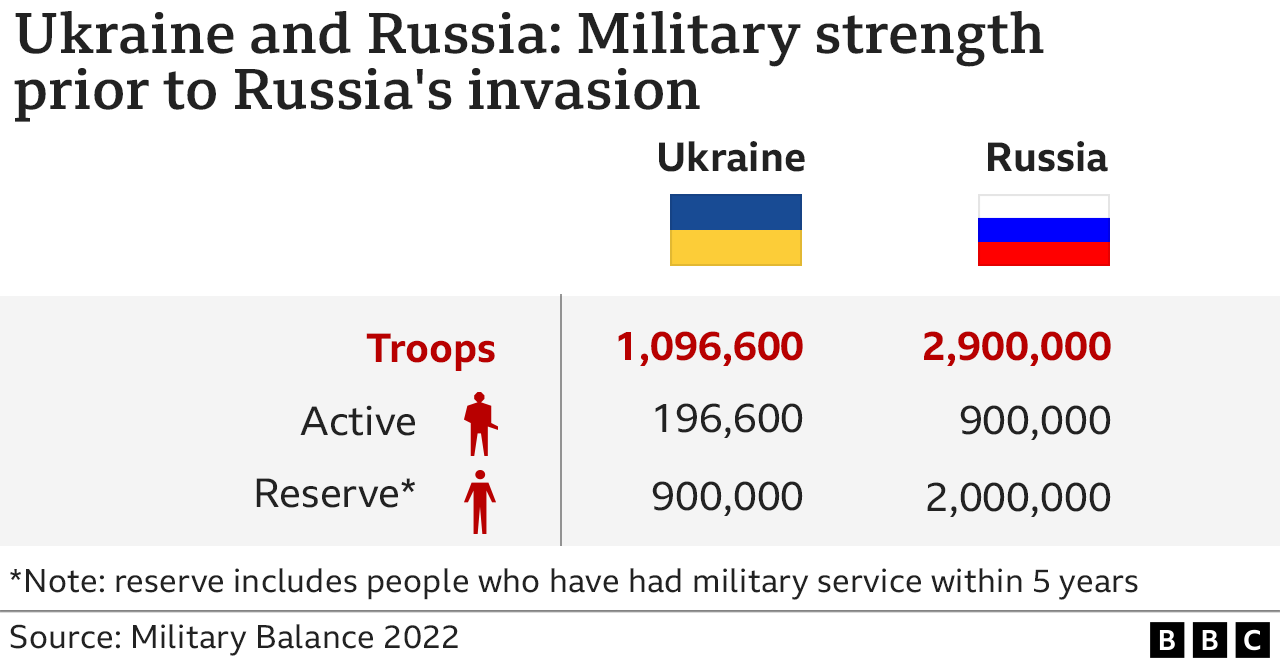 Ukraine and Russia: Military strength
prior to Russia's invasion
Ukraine Russia
Troops 1,096,600 2,900,000
Active 196,600 900,000
Reserve* 900,000 2,000,000
*Note: reserve includes people who have had military service within 5 years
Source: Military Balance 2022
BBC